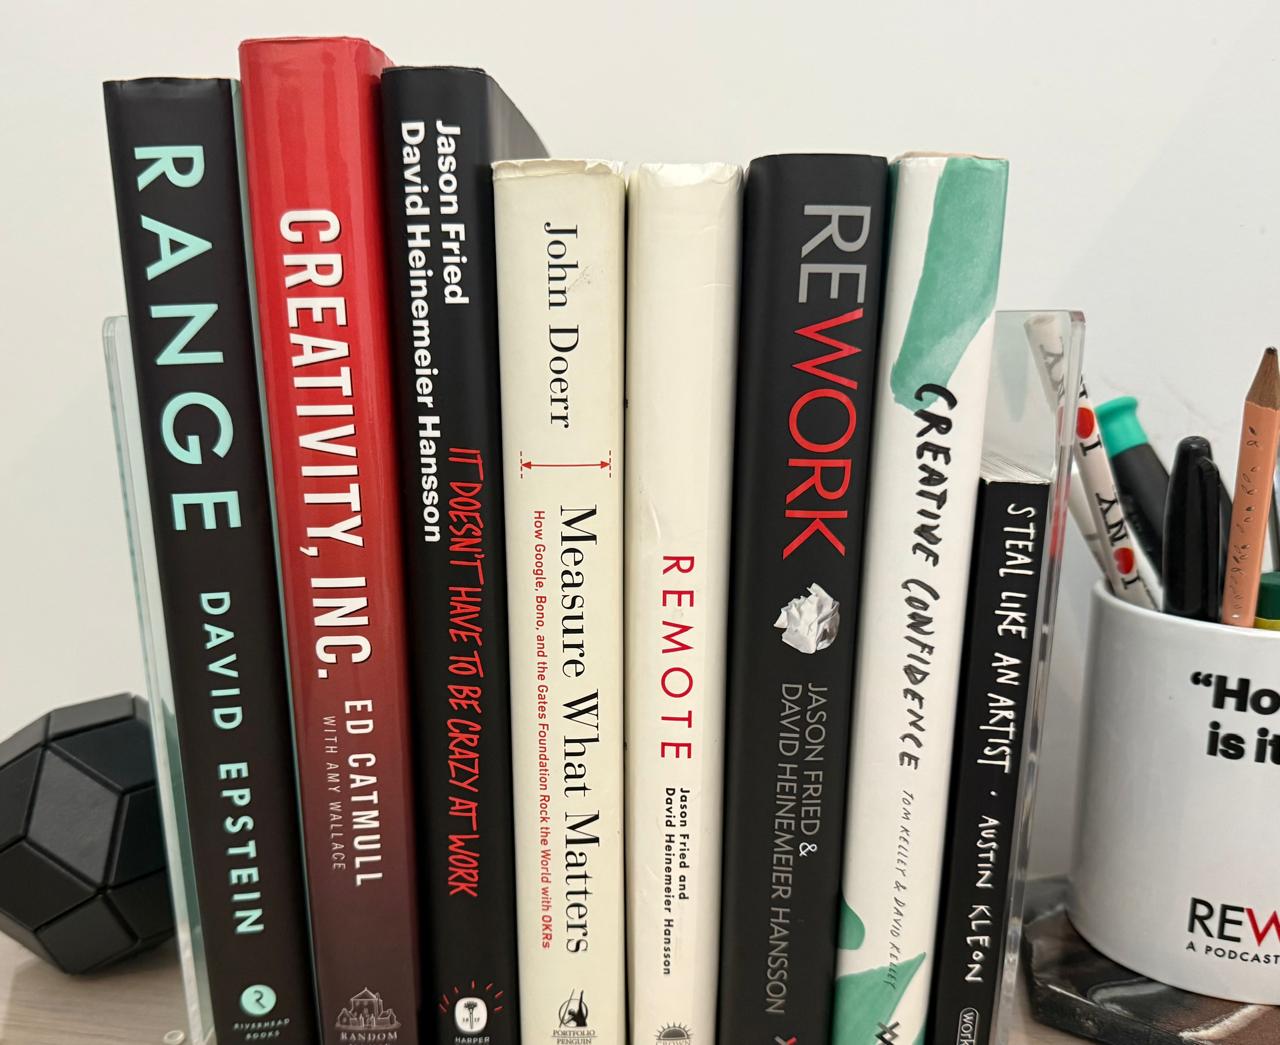 RANGE
DAVID EPSTEIN
RIVERHEAD
BOOKS
CREATIVITY, INC.
ED CATMULL
WITH AMY WALLACE
RANDOM
Jason Fried
David Heinemeier Hansson
IT DOESN'T HAVE TO BE CRAZY AT WORK
HARPER
John Doerr
Measure What Matters
How Google, Bono, and the Gates Foundation Rock the World with OKRs
PORTFOLIO
PENGUIN
REMOTE
Jason Fried and
David Heinemeier Hansson
CROWN
REWORK
JASON FRIED &
DAVID HEINEMEIER HANSSON
CREATIVE CONFIDENCE
TOM KELLEY & DAVID KELLEY
STEAL LIKE AN ARTIST · AUSTIN KLEON
work
I NY
“Ho
is it
REW
A PODCAST